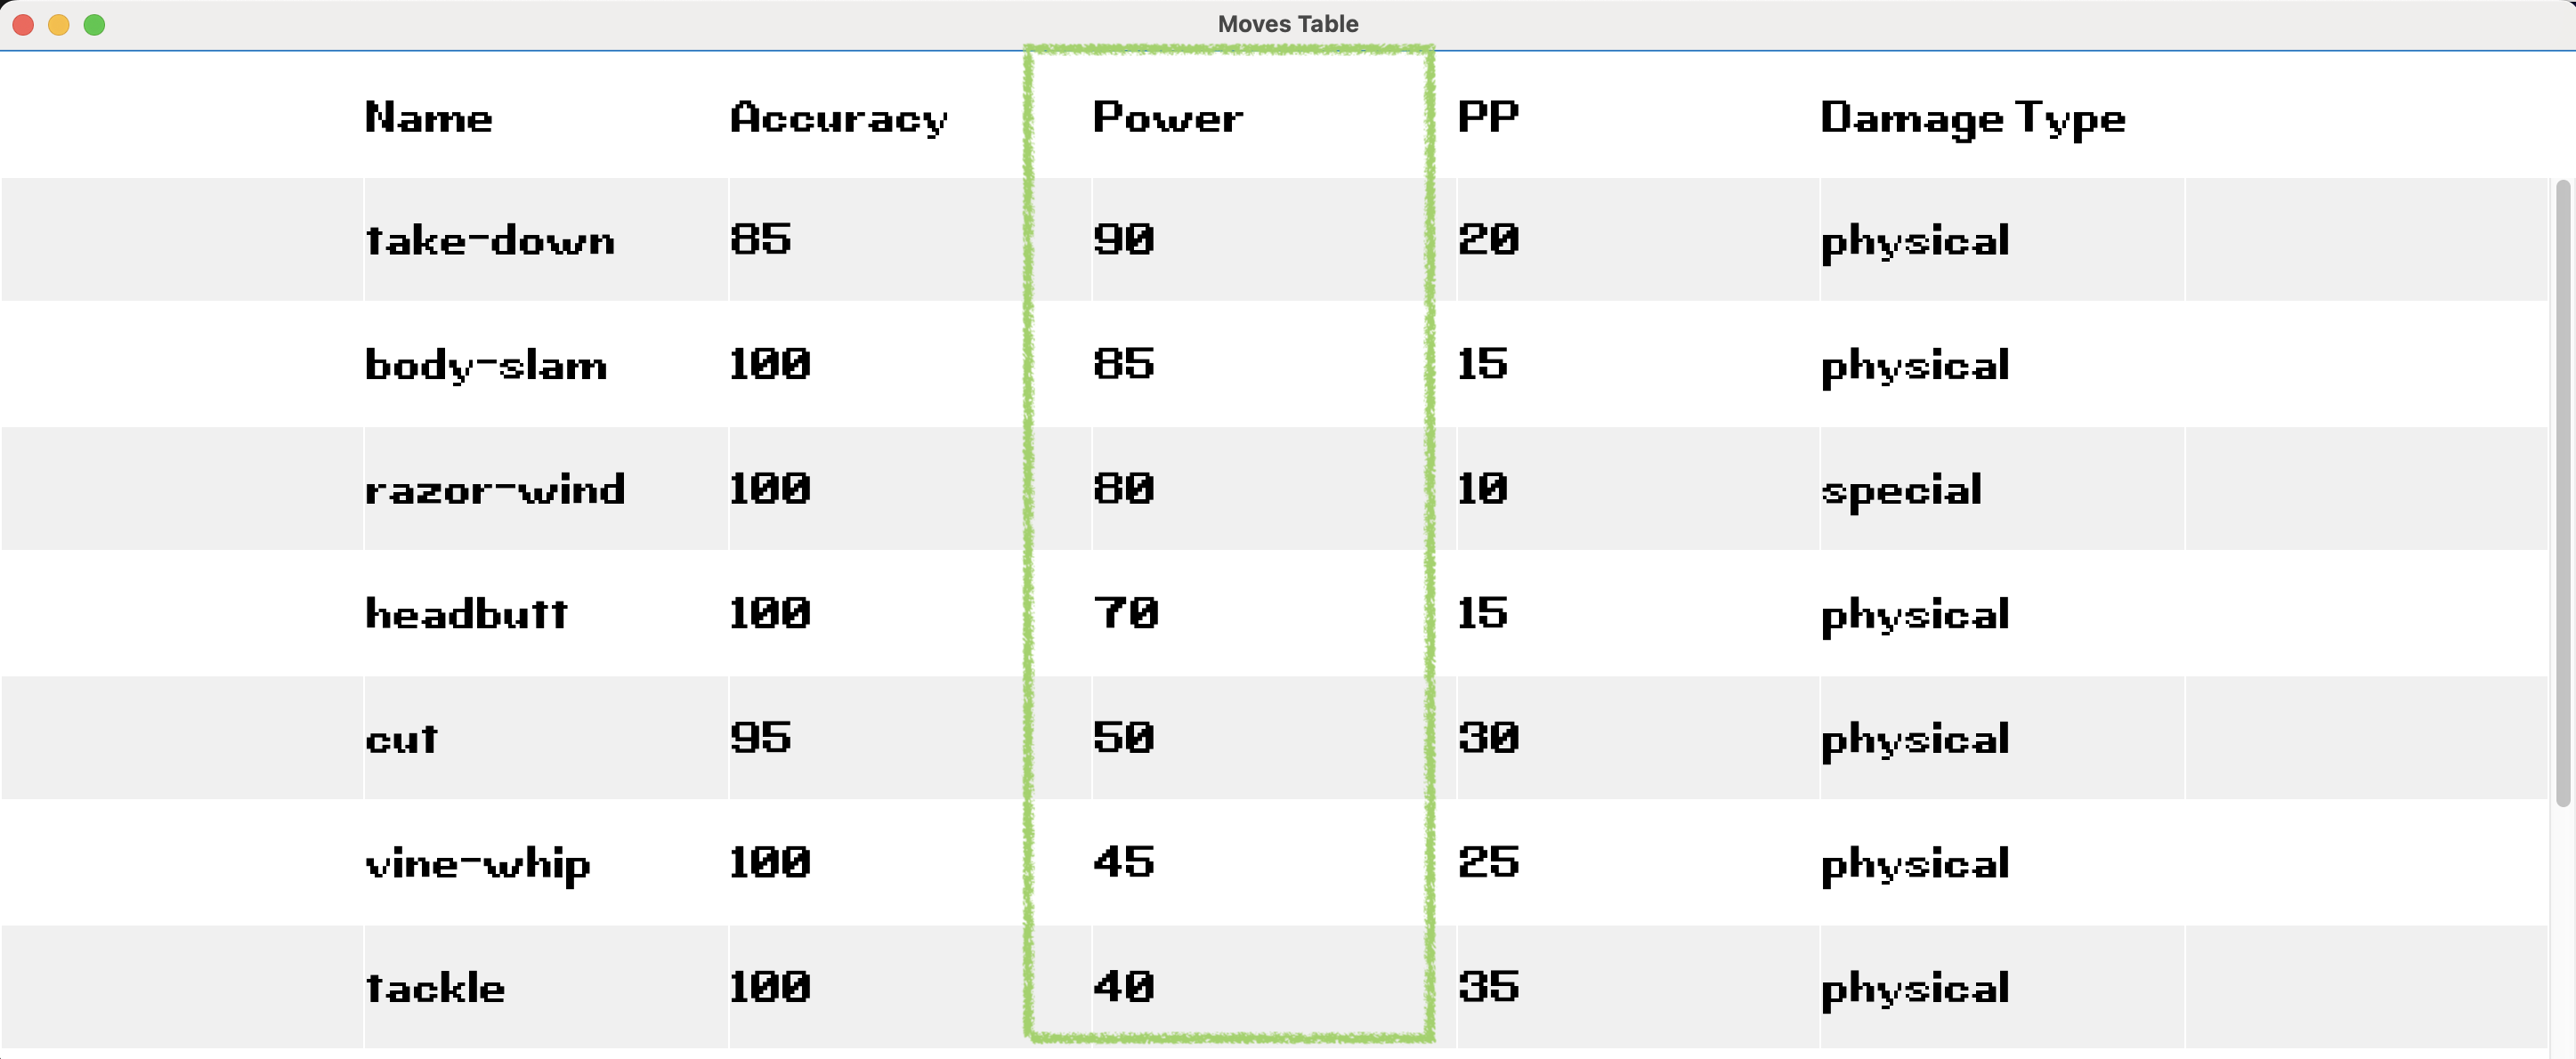 Moves Table
Name Accuracy Power PP Damage Type
take-down 85 90 20 physical
body-slam 100 85 15 physical
razor-wind 100 80 10 special
headbutt 100 70 15 physical
cut 95 50 30 physical
vine-whip 100 45 25 physical
tackle 100 40 35 physical